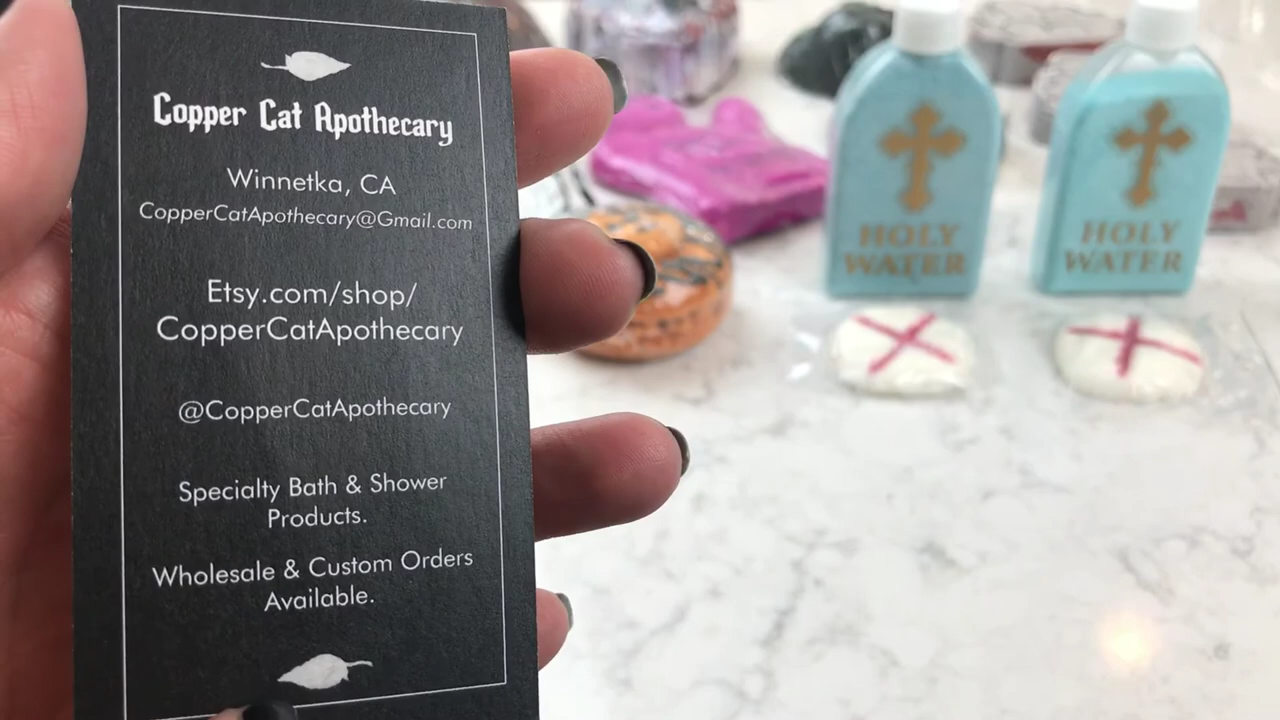 Copper Cat Apothecary
Winnetka, CA
CopperCatApothecary@Gmail.com
Etsy.com/shop/
CopperCatApothecary
@CopperCatApothecary
Specialty Bath & Shower
Products.
Wholesale & Custom Orders
Available.
HOLY
WATER
HOLY
WATER